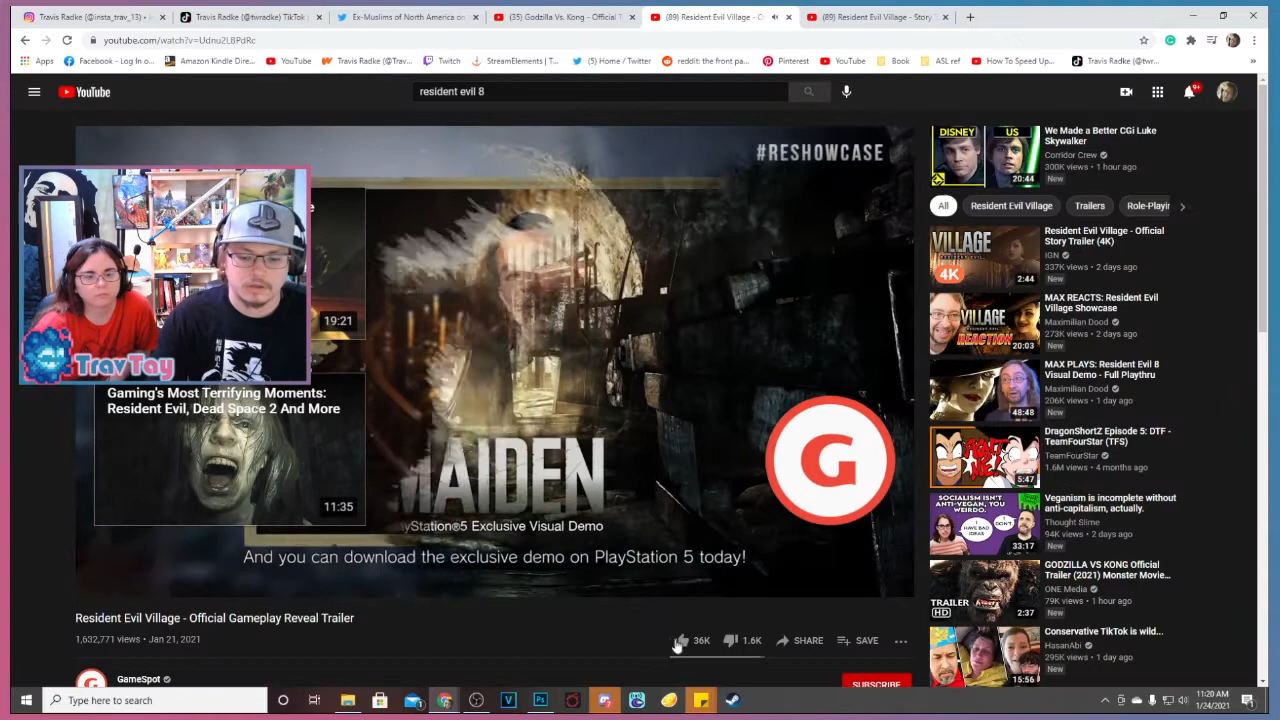 Travis Radke (@insta_trav_13) •
Travis Radke (@twradke) TikTok
Ex-Muslims of North America on
(35) Godzilla Vs. Kong - Official T
(89) Resident Evil Village - O
(89) Resident Evil Village - Story
youtube.com/watch?v=Udnu2LBPdRc
Apps
Facebook - Log In o...
Amazon Kindle Dire...
YouTube
Travis Radke (@Trav...
Twitch
StreamElements | T...
(5) Home / Twitter
reddit: the front pa...
Pinterest
YouTube
Book
ASL ref
How To Speed Up...
Travis Radke (@twr...
YouTube
resident evil 8
9+
#RESHOWCASE
19:21
TravTay
Gaming's Most Terrifying Moments:
Resident Evil, Dead Space 2 And More
11:35
AIDEN
yStation®5 Exclusive Visual Demo
And you can download the exclusive demo on PlayStation 5 today!
G
Resident Evil Village - Official Gameplay Reveal Trailer
1,632,771 views • Jan 21, 2021
36K
1.6K
SHARE
SAVE
GameSpot
SUBSCRIBE
DISNEY
US
20:44
We Made a Better CGi Luke
Skywalker
Corridor Crew
300K views • 1 hour ago
New
All
Resident Evil Village
Trailers
Role-Playin
VILLAGE
4K
2:44
Resident Evil Village - Official
Story Trailer (4K)
IGN
337K views • 2 days ago
New
VILLAGE
REACTION
20:03
MAX REACTS: Resident Evil
Village Showcase
Maximilian Dood
273K views • 2 days ago
New
48:48
MAX PLAYS: Resident Evil 8
Visual Demo - Full Playthru
Maximilian Dood
206K views • 1 day ago
New
5:47
DragonShortZ Episode 5: DTF -
TeamFourStar (TFS)
TeamFourStar
1.6M views • 4 months ago
SOCIALISM ISN'T
ANTI-VEGAN, YOU
WEIRDO.
I HAVE BAD
IDEAS
I DON'T
33:17
Veganism is incomplete without
anti-capitalism, actually.
Thought Slime
94K views • 2 days ago
New
TRAILER
HD
2:37
GODZILLA VS KONG Official
Trailer (2021) Monster Movie...
ONE Media
79K views • 1 hour ago
New
15:56
Conservative TikTok is wild...
HasanAbi
295K views • 1 day ago
New
Type here to search
11:20 AM
1/24/2021